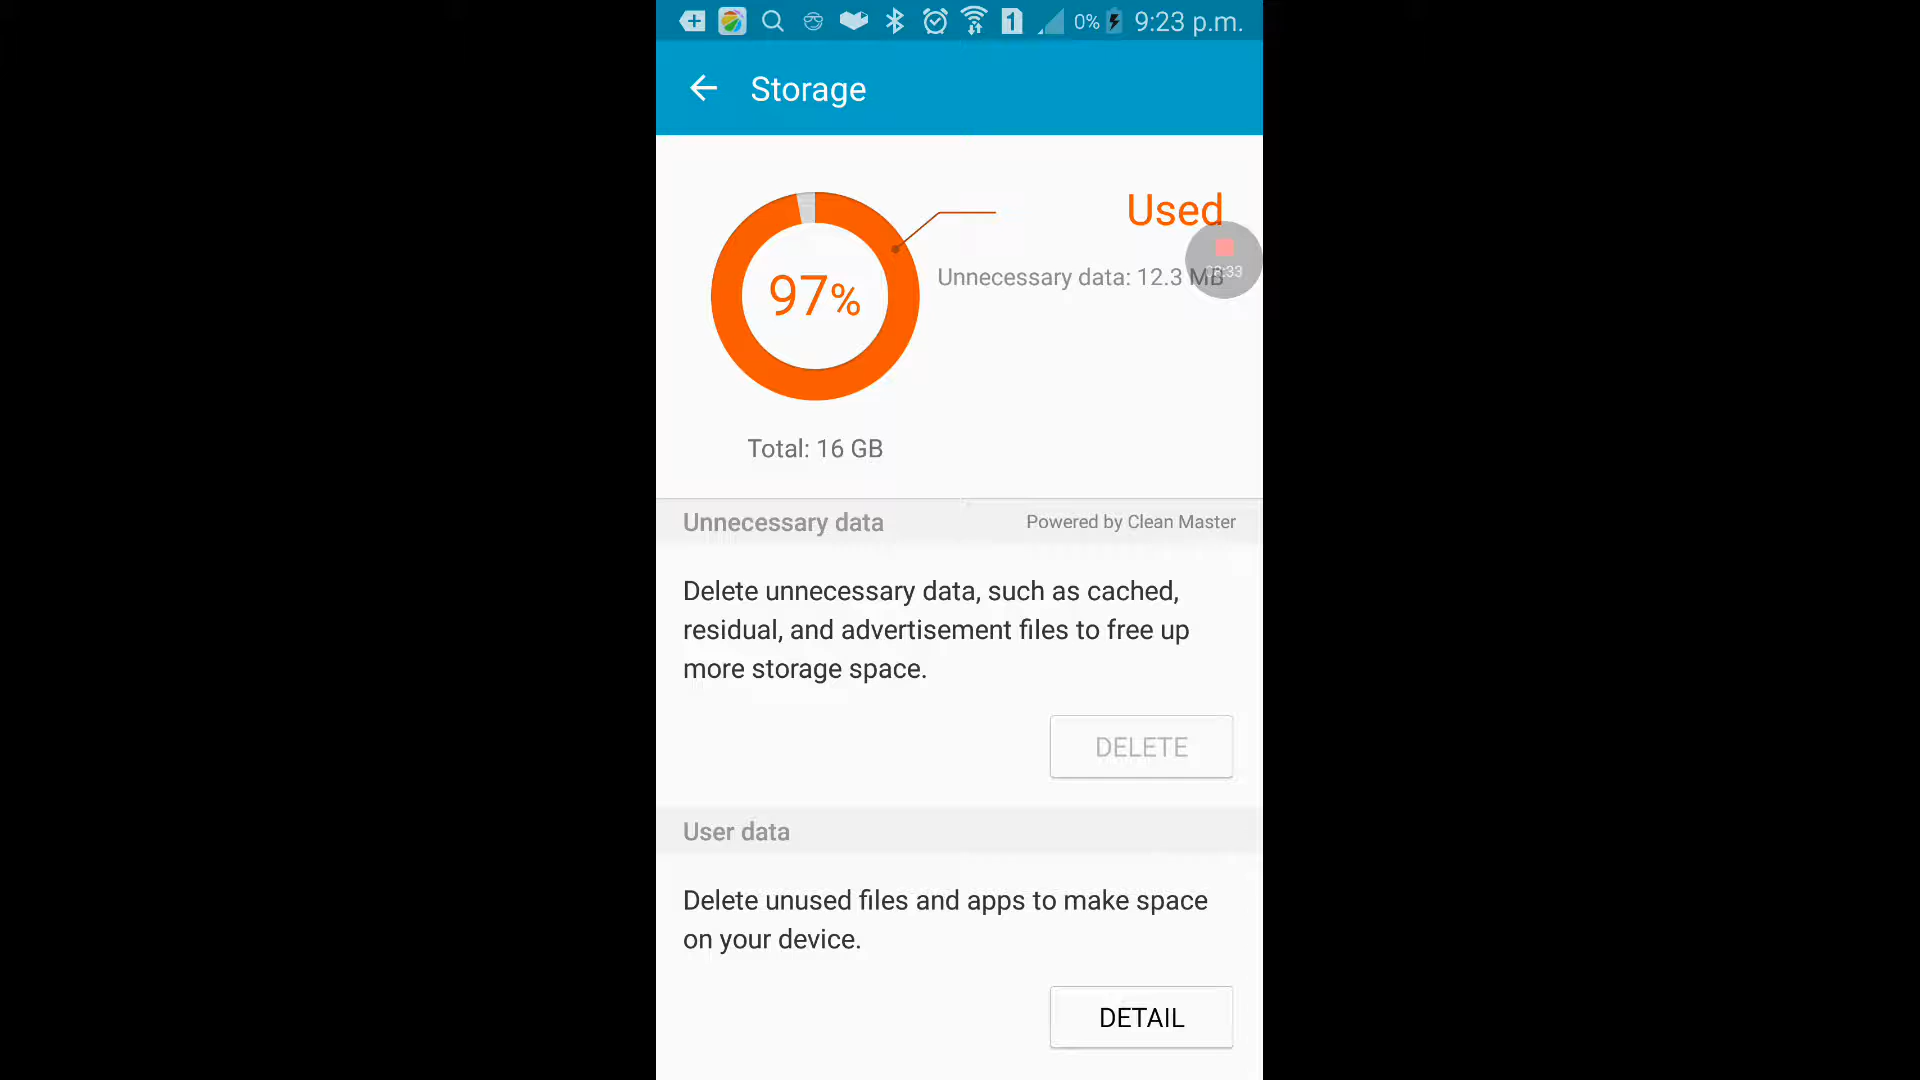 1 0% 9:23 p.m.
Storage
Used
97%
Unnecessary data: 12.3 MB
Total: 16 GB
Unnecessary data Powered by Clean Master
Delete unnecessary data, such as cached,
residual, and advertisement files to free up
more storage space.
DELETE
User data
Delete unused files and apps to make space
on your device.
DETAIL